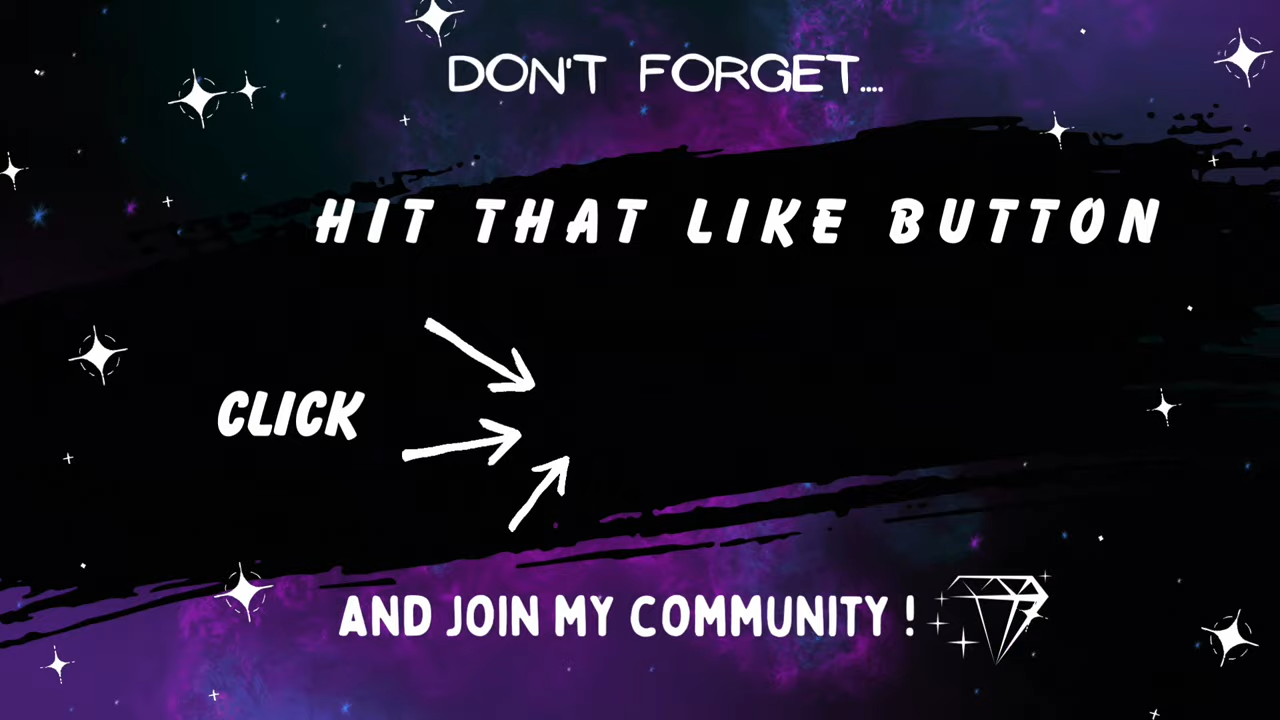 DON'T FORGET....
HIT THAT LIKE BUTTON
CLICK
AND JOIN MY COMMUNITY !